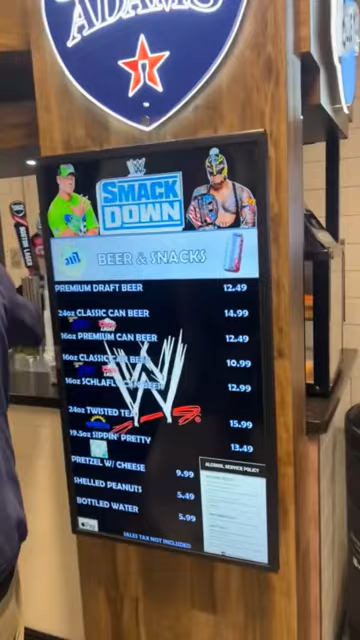 ADAMS
W
SMACK
DOWN
BEER & SNACKS
PREMIUM DRAFT BEER 12.49
24oz CLASSIC CAN BEER 14.99
16oz PREMIUM CAN BEER 12.49
16oz CLASSIC CAN BEER 10.99
16oz SCHLAFLY CAN BEER 12.99
24oz TWISTED TEA 15.99
19.5oz SIPPIN' PRETTY 13.49
PRETZEL W/ CHEESE 9.99
SHELLED PEANUTS 5.49
BOTTLED WATER 5.99
ALCOHOL SERVICE POLICY
Pay
SALES TAX NOT INCLUDED